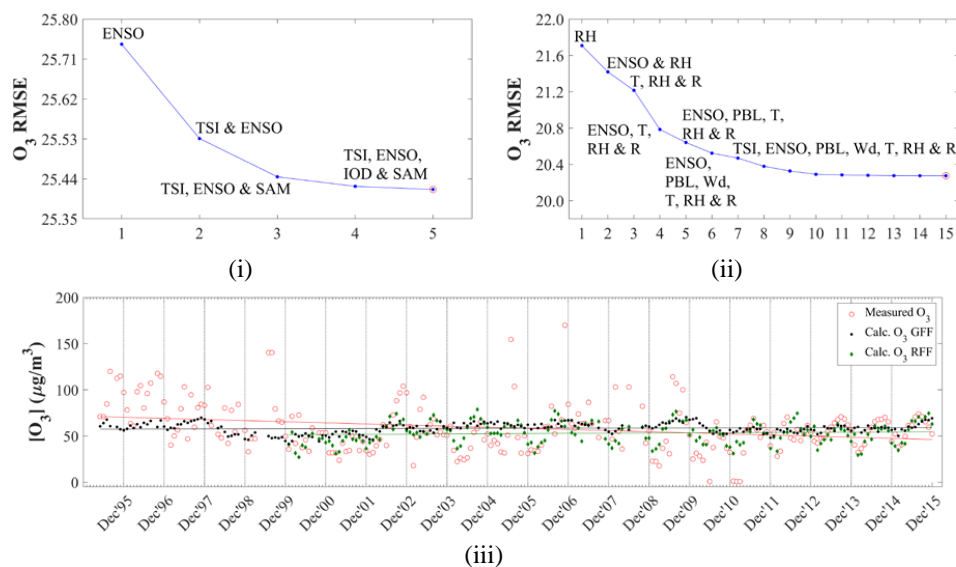 25.80
25.71
25.62
25.53
25.44
25.35
O3 RMSE
ENSO
TSI & ENSO
TSI, ENSO & SAM
TSI, ENSO,
IOD & SAM
1 2 3 4 5
(i)
22.0
21.6
21.2
20.8
20.4
20.0
O3 RMSE
RH
ENSO & RH
T, RH & R
ENSO, T,
RH & R
ENSO, PBL, T,
RH & R
ENSO,
PBL, Wd,
T, RH & R
TSI, ENSO, PBL, Wd, T, RH & R
1 2 3 4 5 6 7 8 9 10 11 12 13 14 15
(ii)
200
150
100
50
0
[O3] (μg/m3)
Measured O3
Calc. O3 GFF
Calc. O3 RFF
Dec'95 Dec'96 Dec'97 Dec'98 Dec'99 Dec'00 Dec'01 Dec'02 Dec'03 Dec'04 Dec'05 Dec'06 Dec'07 Dec'08 Dec'09 Dec'10 Dec'11 Dec'12 Dec'13 Dec'14 Dec'15
(iii)